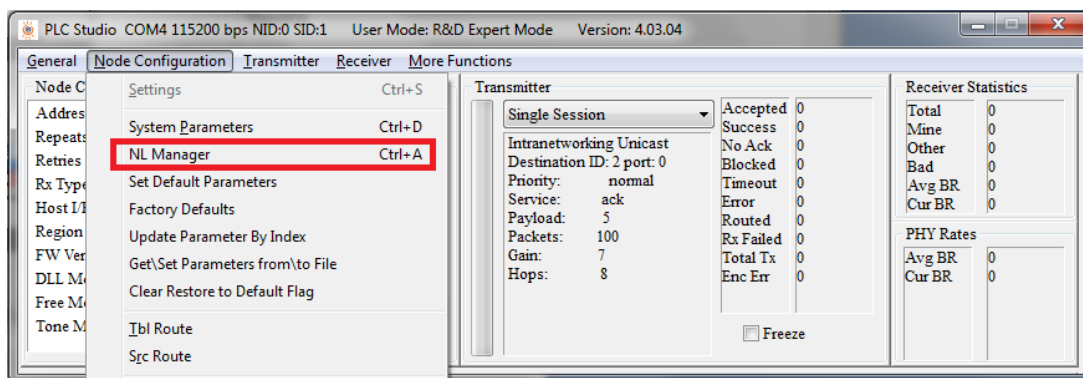 PLC Studio COM4 115200 bps NID:0 SID:1 User Mode: R&D Expert Mode Version: 4.03.04
General Node Configuration Transmitter Receiver More Functions
Node C
Addres
Repeats
Retries
Rx Type
Host I/F
Region
FW Ver
DLL Mo
Free Me
Tone M
Settings Ctrl+S
System Parameters Ctrl+D
NL Manager Ctrl+A
Set Default Parameters
Factory Defaults
Update Parameter By Index
Get\Set Parameters from\to File
Clear Restore to Default Flag
Tbl Route
Src Route
Transmitter
Single Session
Intranetworking Unicast
Destination ID: 2 port: 0
Priority: normal
Service: ack
Payload: 5
Packets: 100
Gain: 7
Hops: 8
Accepted 0
Success 0
No Ack 0
Blocked 0
Timeout 0
Error 0
Routed 0
Rx Failed 0
Total Tx 0
Enc Err 0
Freeze
Receiver Statistics
Total 0
Mine 0
Other 0
Bad 0
Avg BR 0
Cur BR 0
PHY Rates
Avg BR 0
Cur BR 0